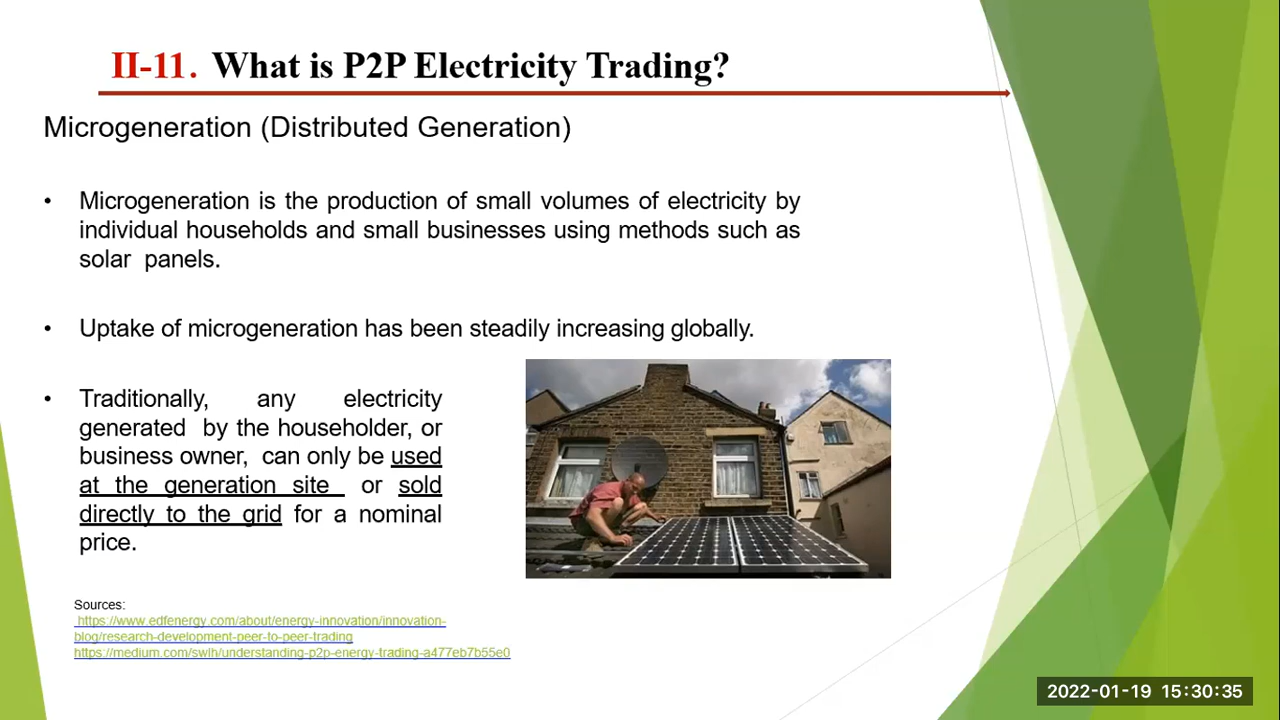 II-11. What is P2P Electricity Trading?
Microgeneration (Distributed Generation)
• Microgeneration is the production of small volumes of electricity by
individual households and small businesses using methods such as
solar panels.
• Uptake of microgeneration has been steadily increasing globally.
• Traditionally, any electricity
generated by the householder, or
business owner, can only be used
at the generation site or sold
directly to the grid for a nominal
price.
Sources:
https://www.edfenergy.com/about/energy-innovation/innovation-
blog/research-development-peer-to-peer-trading
https://medium.com/swlh/understanding-p2p-energy-trading-a477eb7b55e0
2022-01-19 15:30:35